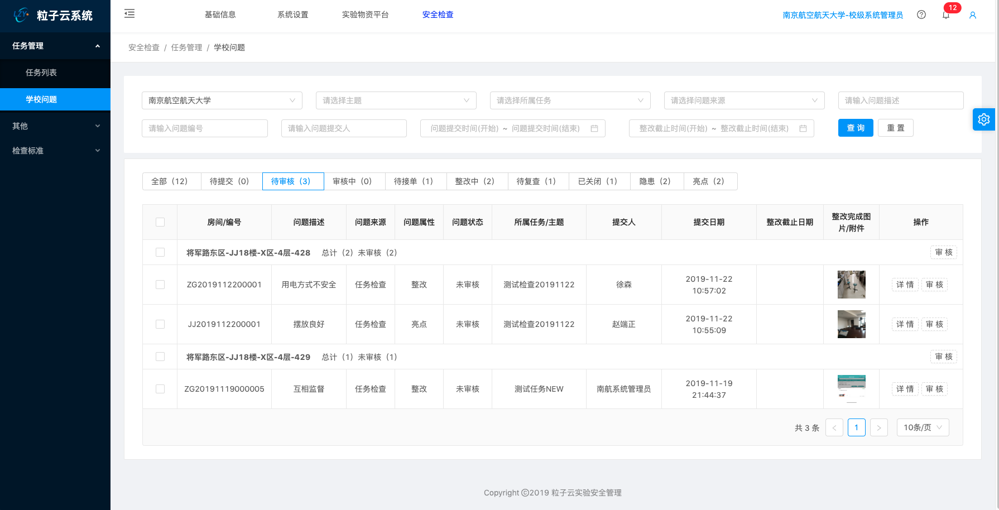 LZY 粒子云系统
基础信息 系统设置 实验物资平台 安全检查 南京航空航天大学-校级系统管理员 12
任务管理
任务列表
学校问题
其他
检查标准
安全检查 / 任务管理 / 学校问题
南京航空航天大学 请选择主题 请选择所属任务 请选择问题来源 请输入问题描述
请输入问题编号 请输入问题提交人 问题提交时间(开始) ~ 问题提交时间(结束) 整改截止时间(开始) ~ 整改截止时间(结束) 查 询 重 置
全部（12） 待提交（0） 待审核（3） 审核中（0） 待接单（1） 整改中（2） 待复查（1） 已关闭（1） 隐患（2） 亮点（2）
房间/编号 问题描述 问题来源 问题属性 问题状态 所属任务/主题 提交人 提交日期 整改截止日期 整改完成图片/附件 操作
将军路东区-JJ18楼-X区-4层-428 总计（2）未审核（2） 审 核
ZG2019112200001 用电方式不安全 任务检查 整改 未审核 测试检查20191122 徐森 2019-11-22 10:57:02 详 情 审 核
JJ2019112200001 摆放良好 任务检查 亮点 未审核 测试检查20191122 赵端正 2019-11-22 10:55:09 详 情 审 核
将军路东区-JJ18楼-X区-4层-429 总计（1）未审核（1） 审 核
ZG20191119000005 互相监督 任务检查 整改 未审核 测试任务NEW 南航系统管理员 2019-11-19 21:44:37 详 情 审 核
共 3 条 < 1 > 10条/页
Copyright ©2019 粒子云实验安全管理